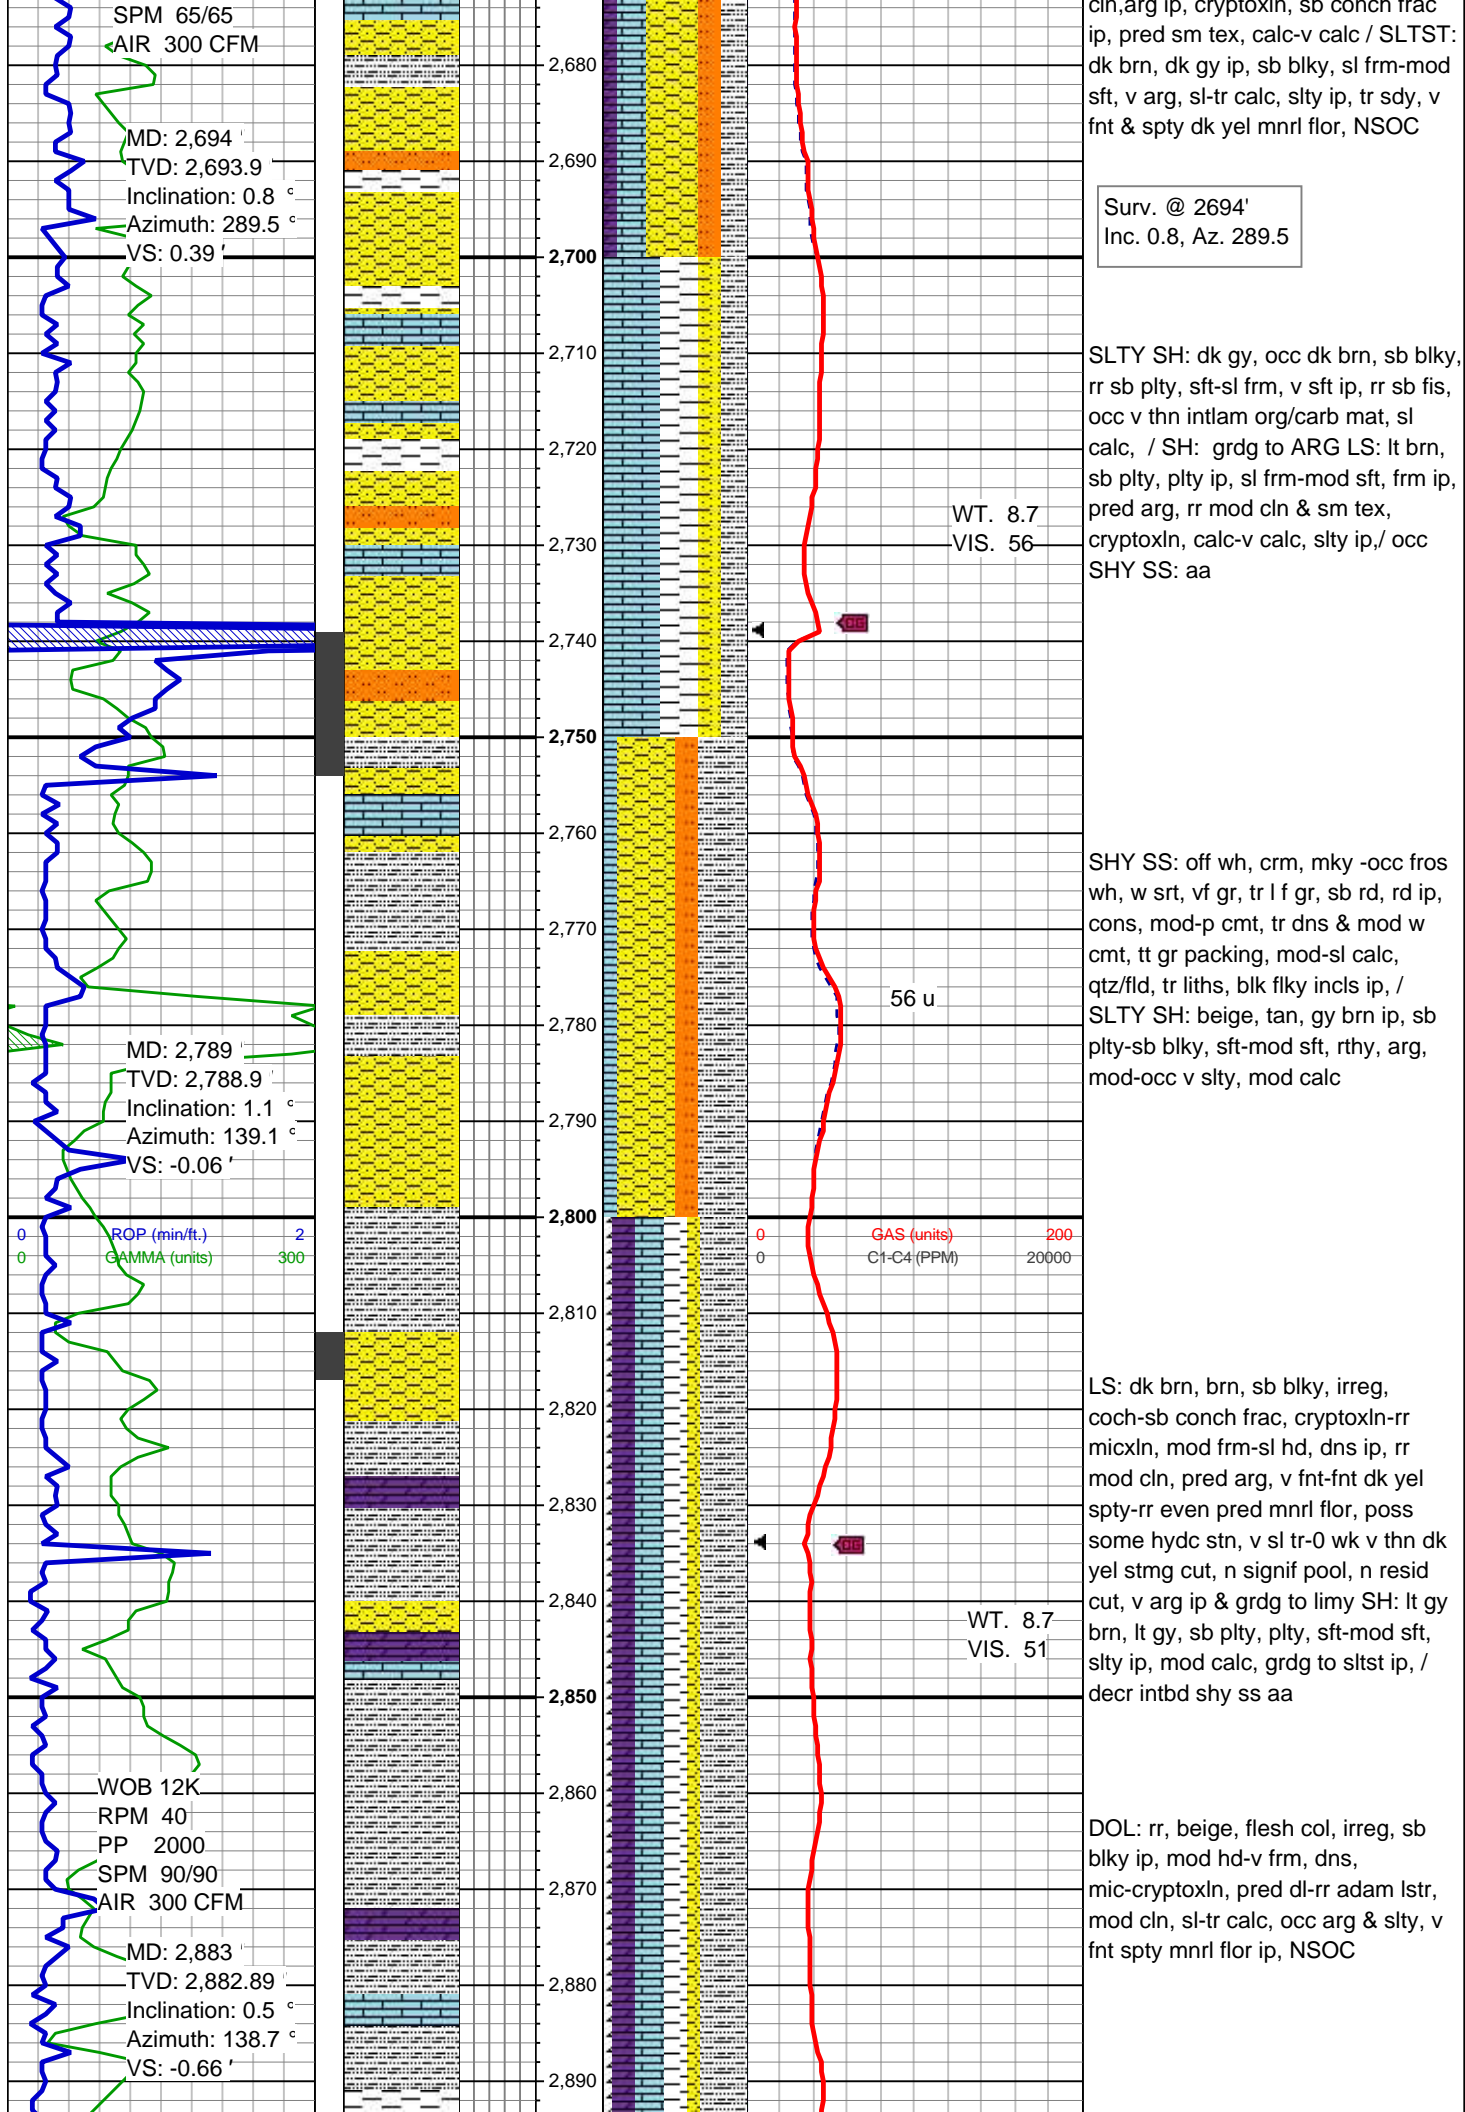 SPM 65/65
AIR 300 CFM
MD: 2,694 '
TVD: 2,693.9
Inclination: 0.8 °
Azimuth: 289.5 °
VS: 0.39 '
MD: 2,789
TVD: 2,788.9
Inclination: 1.1 °
Azimuth: 139.1 °
VS: -0.06 '
0 ROP (min/ft.) 2
0 GAMMA (units) 300
WOB 12K
RPM 40
PP 2000
SPM 90/90
AIR 300 CFM
MD: 2,883 '
TVD: 2,882.89
Inclination: 0.5 °
Azimuth: 138.7 °
VS: -0.66 '
2,680
2,690
2,700
2,710
2,720
2,730
2,740
2,750
2,760
2,770
2,780
2,790
2,800
2,810
2,820
2,830
2,840
2,850
2,860
2,870
2,880
2,890
WT. 8.7
VIS. 56
CG
56 u
0 GAS (units) 200
0 C1-C4 (PPM) 20000
CG
WT. 8.7
VIS. 51
cln,arg ip, cryptoxln, sb conch frac
ip, pred sm tex, calc-v calc / SLTST:
dk brn, dk gy ip, sb blky, sl frm-mod
sft, v arg, sl-tr calc, slty ip, tr sdy, v
fnt & spty dk yel mnrl flor, NSOC
Surv. @ 2694'
Inc. 0.8, Az. 289.5
SLTY SH: dk gy, occ dk brn, sb blky,
rr sb plty, sft-sl frm, v sft ip, rr sb fis,
occ v thn intlam org/carb mat, sl
calc, / SH: grdg to ARG LS: lt brn,
sb plty, plty ip, sl frm-mod sft, frm ip,
pred arg, rr mod cln & sm tex,
cryptoxln, calc-v calc, slty ip,/ occ
SHY SS: aa
SHY SS: off wh, crm, mky -occ fros
wh, w srt, vf gr, tr l f gr, sb rd, rd ip,
cons, mod-p cmt, tr dns & mod w
cmt, tt gr packing, mod-sl calc,
qtz/fld, tr liths, blk flky incls ip, /
SLTY SH: beige, tan, gy brn ip, sb
plty-sb blky, sft-mod sft, rthy, arg,
mod-occ v slty, mod calc
LS: dk brn, brn, sb blky, irreg,
coch-sb conch frac, cryptoxln-rr
micxln, mod frm-sl hd, dns ip, rr
mod cln, pred arg, v fnt-fnt dk yel
spty-rr even pred mnrl flor, poss
some hydc stn, v sl tr-0 wk v thn dk
yel stmg cut, n signif pool, n resid
cut, v arg ip & grdg to limy SH: lt gy
brn, lt gy, sb plty, plty, sft-mod sft,
slty ip, mod calc, grdg to sltst ip, /
decr intbd shy ss aa
DOL: rr, beige, flesh col, irreg, sb
blky ip, mod hd-v frm, dns,
mic-cryptoxln, pred dl-rr adam lstr,
mod cln, sl-tr calc, occ arg & slty, v
fnt spty mnrl flor ip, NSOC